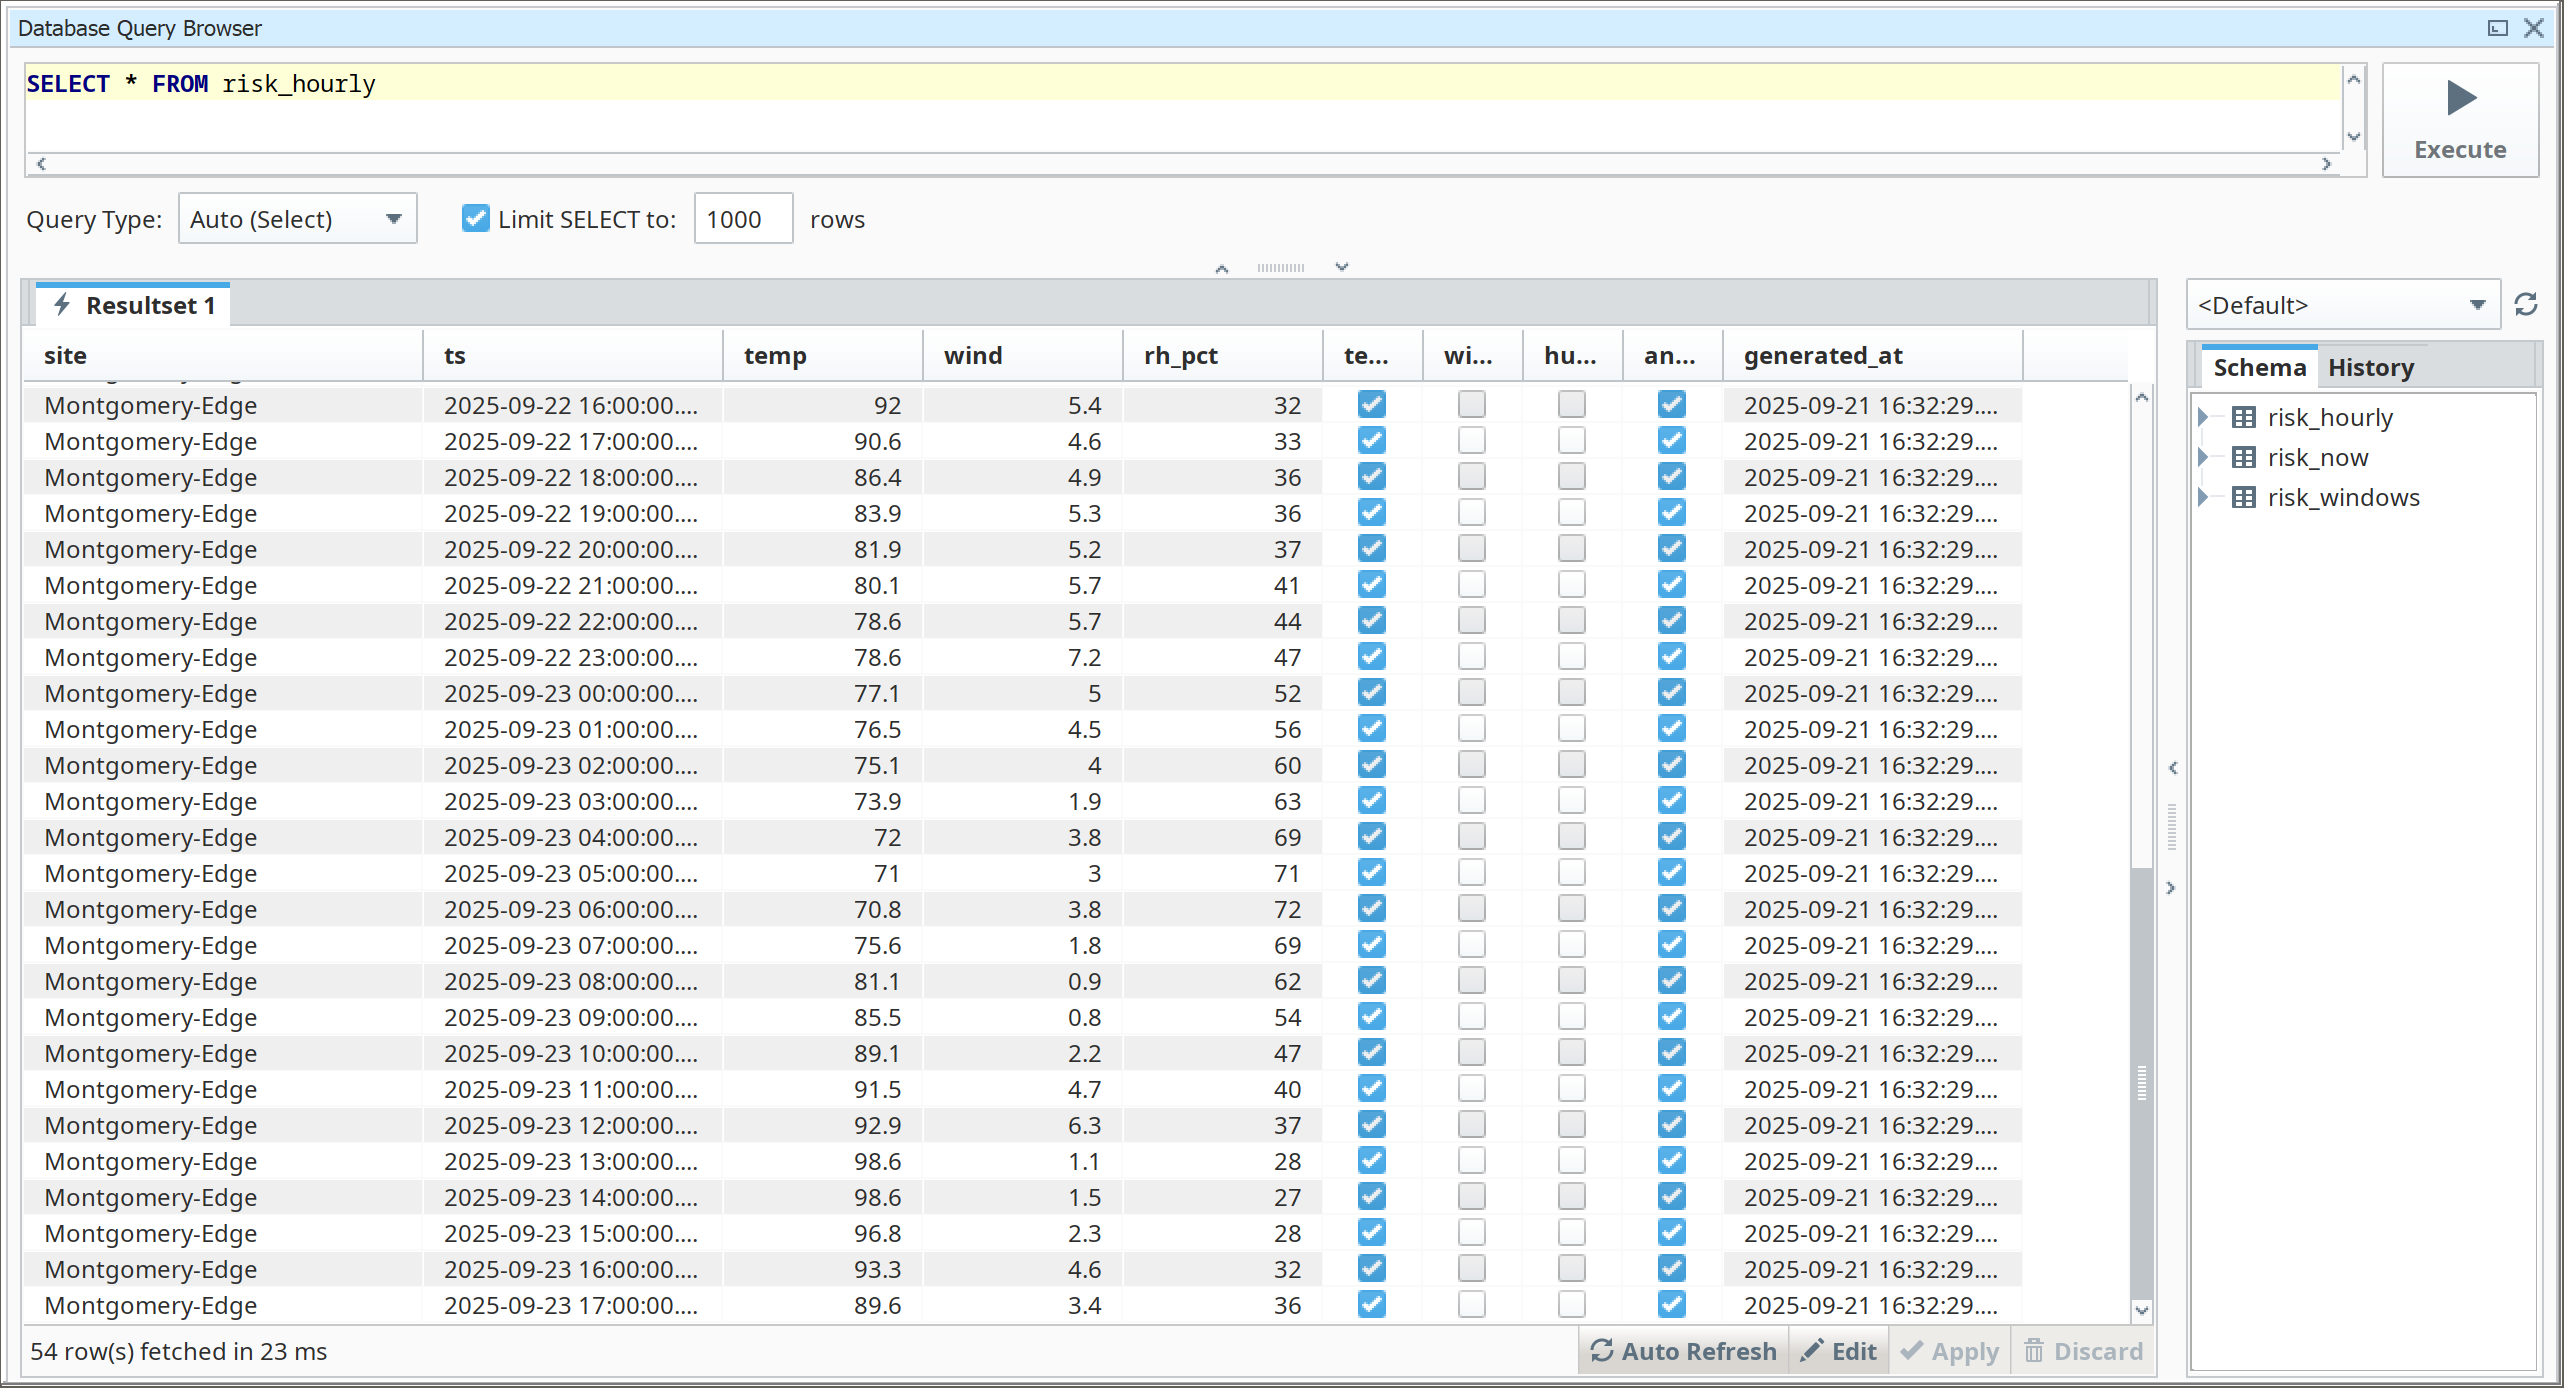 Database Query Browser
SELECT * FROM risk_hourly
Execute
Query Type: Auto (Select) Limit SELECT to: 1000 rows
Resultset 1
site ts temp wind rh_pct te... wi... hu... an... generated_at
Montgomery-Edge 2025-09-22 16:00:00.... 92 5.4 32 2025-09-21 16:32:29....
Montgomery-Edge 2025-09-22 17:00:00.... 90.6 4.6 33 2025-09-21 16:32:29....
Montgomery-Edge 2025-09-22 18:00:00.... 86.4 4.9 36 2025-09-21 16:32:29....
Montgomery-Edge 2025-09-22 19:00:00.... 83.9 5.3 36 2025-09-21 16:32:29....
Montgomery-Edge 2025-09-22 20:00:00.... 81.9 5.2 37 2025-09-21 16:32:29....
Montgomery-Edge 2025-09-22 21:00:00.... 80.1 5.7 41 2025-09-21 16:32:29....
Montgomery-Edge 2025-09-22 22:00:00.... 78.6 5.7 44 2025-09-21 16:32:29....
Montgomery-Edge 2025-09-22 23:00:00.... 78.6 7.2 47 2025-09-21 16:32:29....
Montgomery-Edge 2025-09-23 00:00:00.... 77.1 5 52 2025-09-21 16:32:29....
Montgomery-Edge 2025-09-23 01:00:00.... 76.5 4.5 56 2025-09-21 16:32:29....
Montgomery-Edge 2025-09-23 02:00:00.... 75.1 4 60 2025-09-21 16:32:29....
Montgomery-Edge 2025-09-23 03:00:00.... 73.9 1.9 63 2025-09-21 16:32:29....
Montgomery-Edge 2025-09-23 04:00:00.... 72 3.8 69 2025-09-21 16:32:29....
Montgomery-Edge 2025-09-23 05:00:00.... 71 3 71 2025-09-21 16:32:29....
Montgomery-Edge 2025-09-23 06:00:00.... 70.8 3.8 72 2025-09-21 16:32:29....
Montgomery-Edge 2025-09-23 07:00:00.... 75.6 1.8 69 2025-09-21 16:32:29....
Montgomery-Edge 2025-09-23 08:00:00.... 81.1 0.9 62 2025-09-21 16:32:29....
Montgomery-Edge 2025-09-23 09:00:00.... 85.5 0.8 54 2025-09-21 16:32:29....
Montgomery-Edge 2025-09-23 10:00:00.... 89.1 2.2 47 2025-09-21 16:32:29....
Montgomery-Edge 2025-09-23 11:00:00.... 91.5 4.7 40 2025-09-21 16:32:29....
Montgomery-Edge 2025-09-23 12:00:00.... 92.9 6.3 37 2025-09-21 16:32:29....
Montgomery-Edge 2025-09-23 13:00:00.... 98.6 1.1 28 2025-09-21 16:32:29....
Montgomery-Edge 2025-09-23 14:00:00.... 98.6 1.5 27 2025-09-21 16:32:29....
Montgomery-Edge 2025-09-23 15:00:00.... 96.8 2.3 28 2025-09-21 16:32:29....
Montgomery-Edge 2025-09-23 16:00:00.... 93.3 4.6 32 2025-09-21 16:32:29....
Montgomery-Edge 2025-09-23 17:00:00.... 89.6 3.4 36 2025-09-21 16:32:29....
54 row(s) fetched in 23 ms
Auto Refresh Edit Apply Discard
<Default>
Schema History
risk_hourly
risk_now
risk_windows